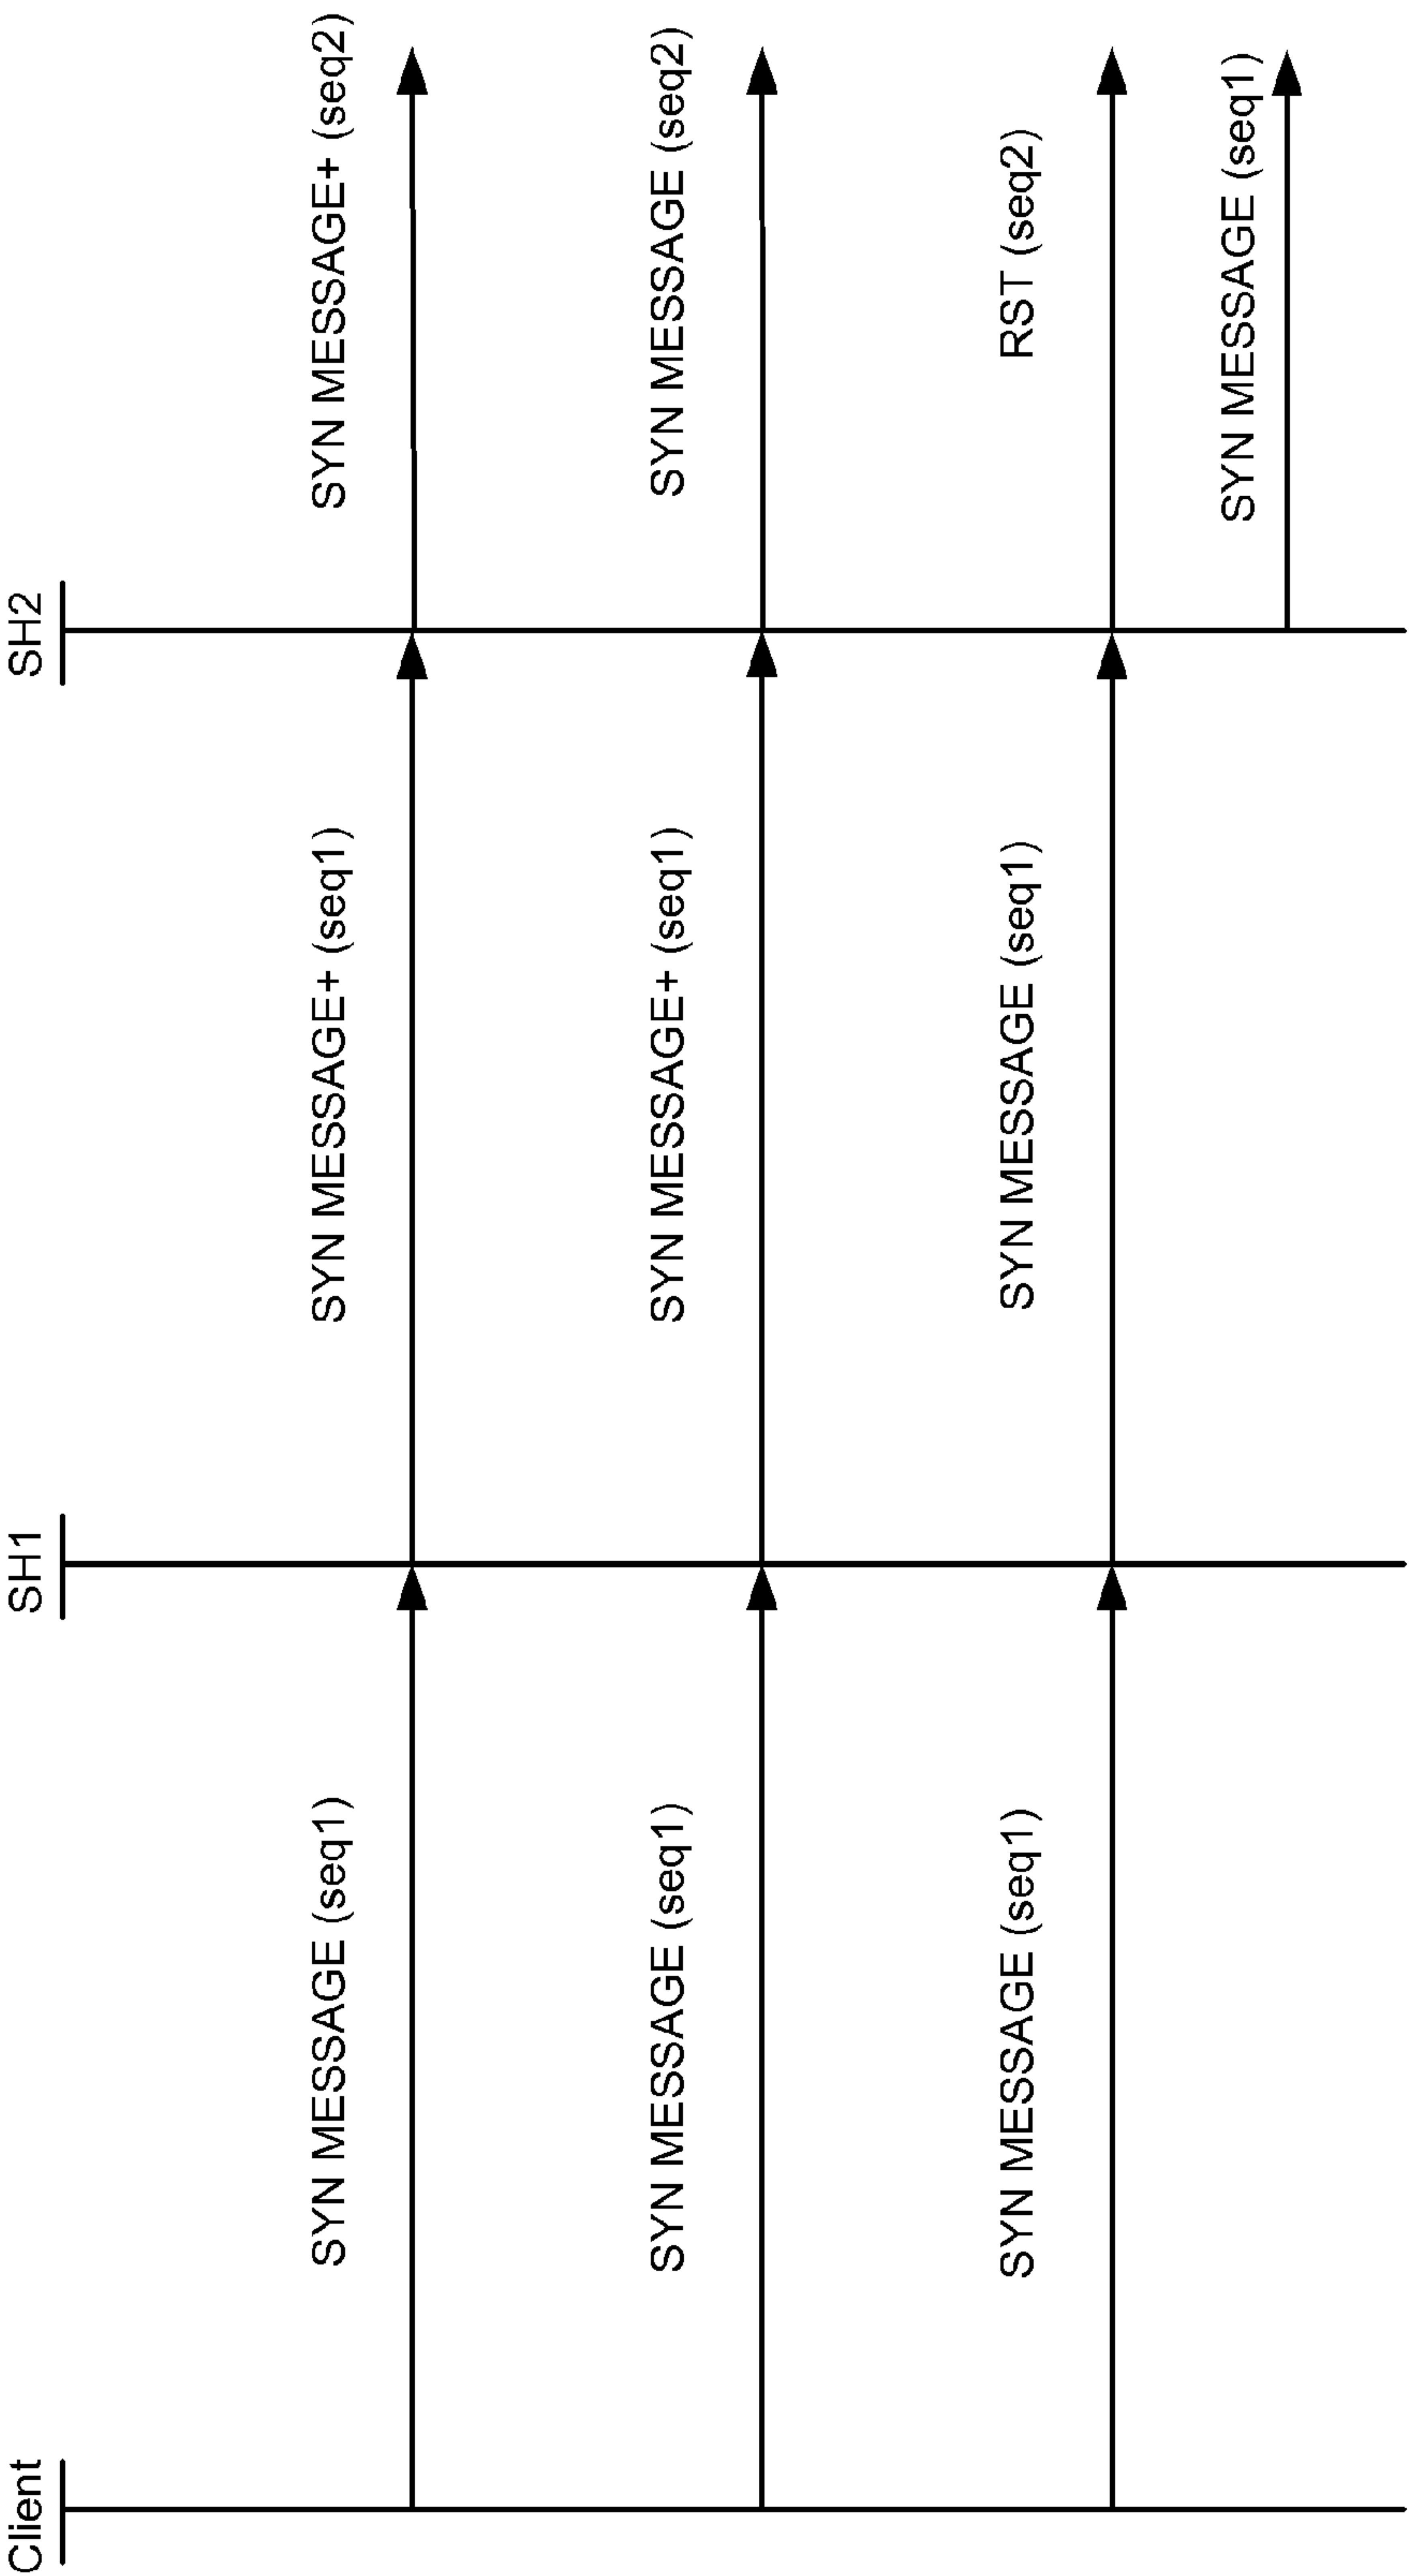 Client
SH1
SH2
SYN MESSAGE (seq1)
SYN MESSAGE+ (seq1)
SYN MESSAGE+ (seq2)
SYN MESSAGE (seq1)
SYN MESSAGE+ (seq1)
SYN MESSAGE (seq2)
SYN MESSAGE (seq1)
SYN MESSAGE (seq1)
RST (seq2)
SYN MESSAGE (seq1)